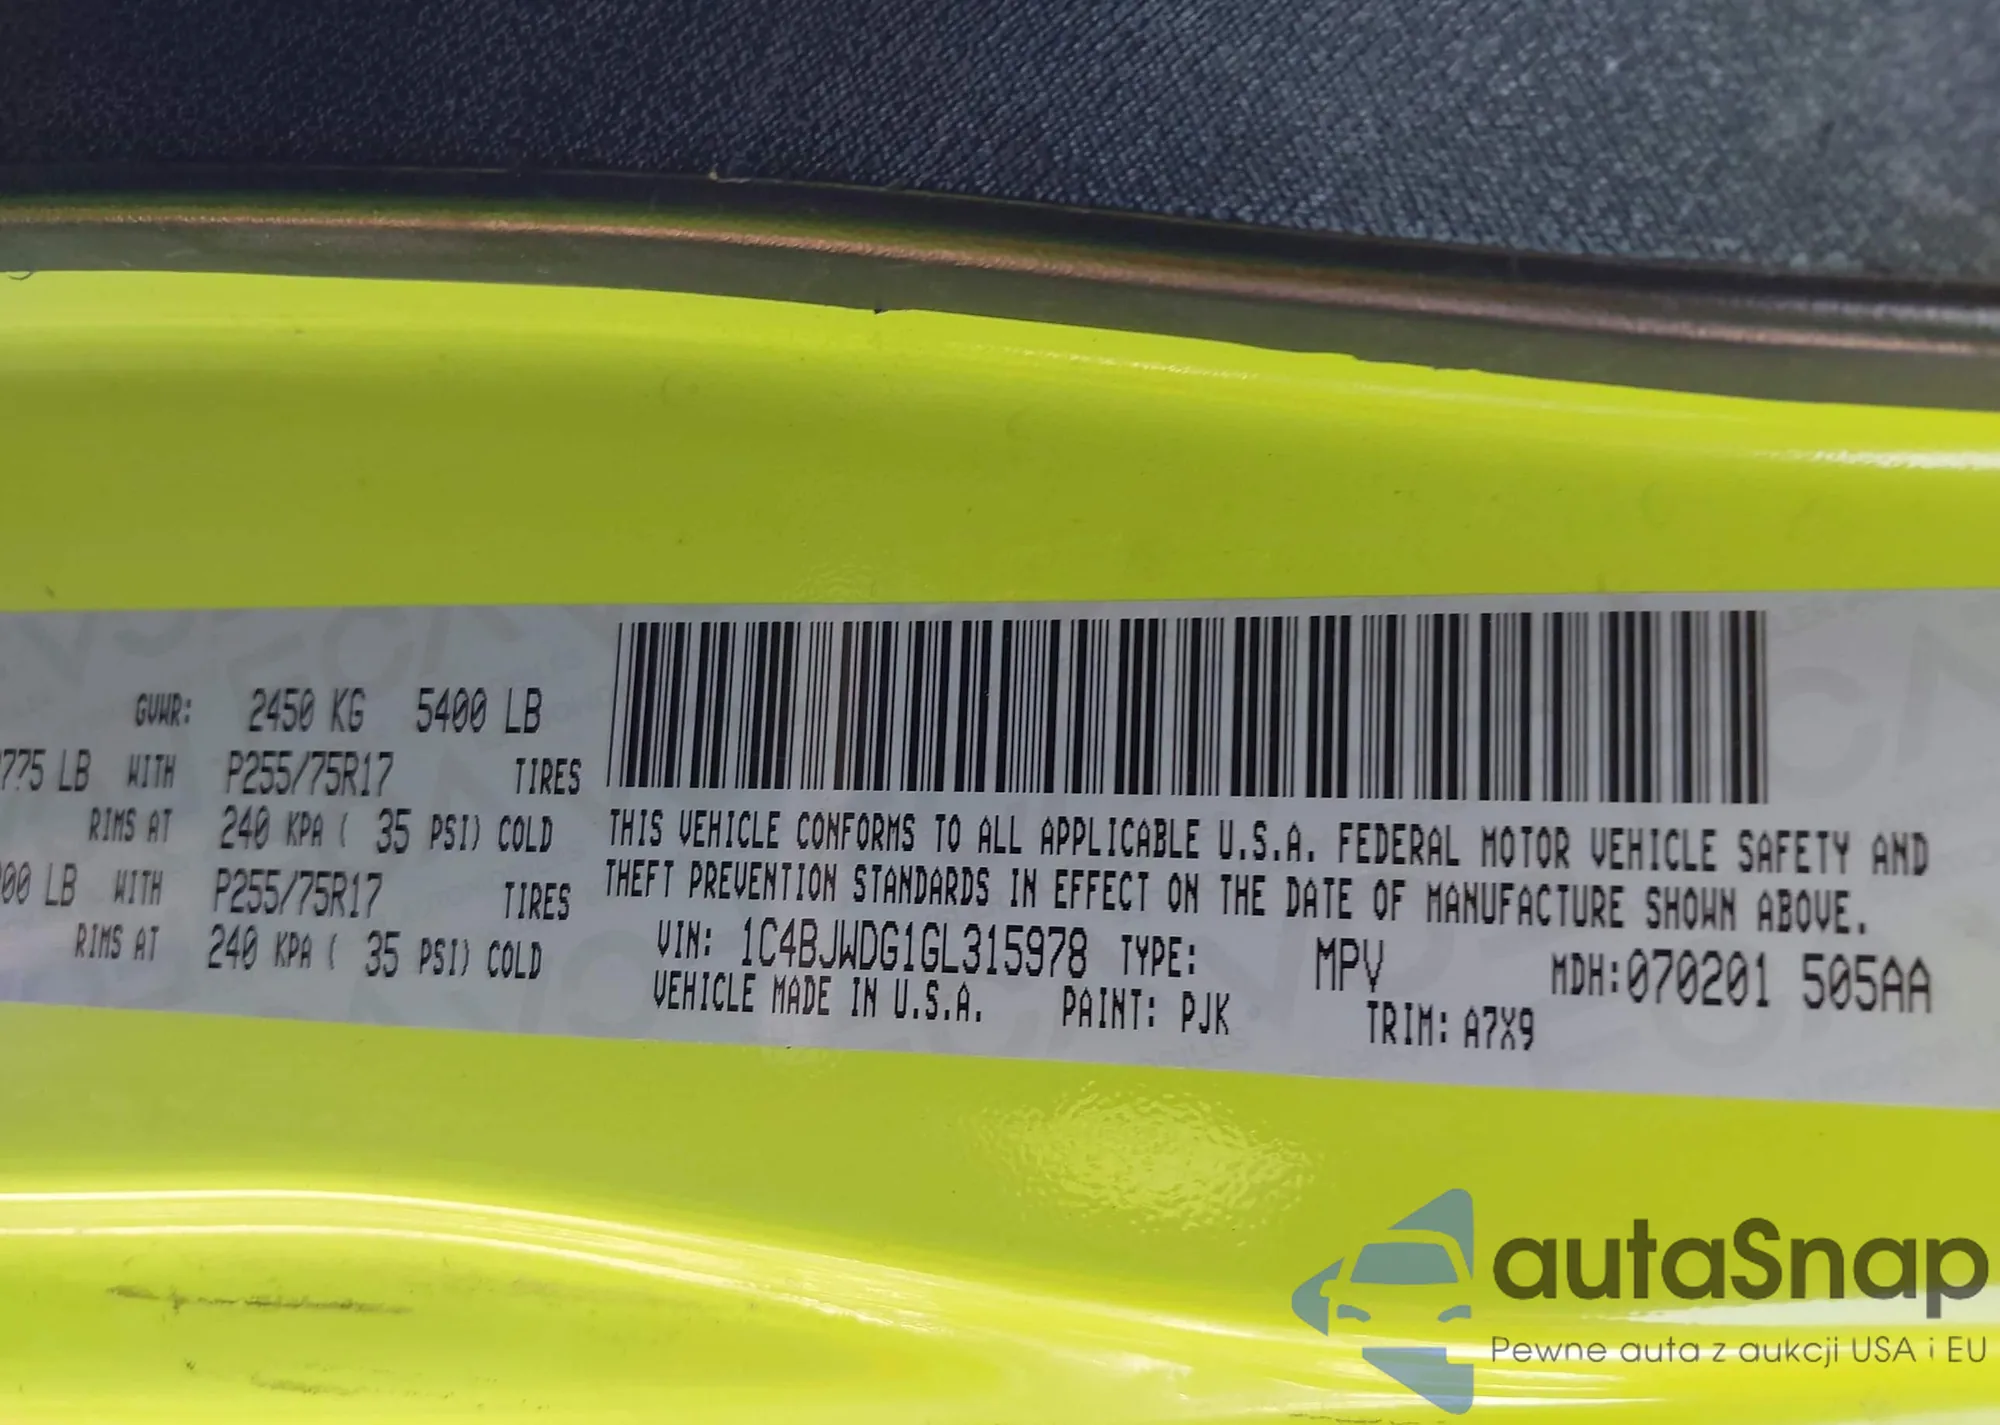 GVWR: 2450 KG 5400 LB
775 LB WITH P255/75R17 TIRES
RIMS AT 240 KPA ( 35 PSI) COLD
00 LB WITH P255/75R17 TIRES
RIMS AT 240 KPA ( 35 PSI) COLD
THIS VEHICLE CONFORMS TO ALL APPLICABLE U.S.A. FEDERAL MOTOR VEHICLE SAFETY AND
THEFT PREVENTION STANDARDS IN EFFECT ON THE DATE OF MANUFACTURE SHOWN ABOVE.
VIN: 1C4BJWDG1GL315978 TYPE: MPV MDH:070201 505AA
VEHICLE MADE IN U.S.A. PAINT: PJK TRIM: A7X9
autaSnap
Pewne auta z aukcji USA i EU